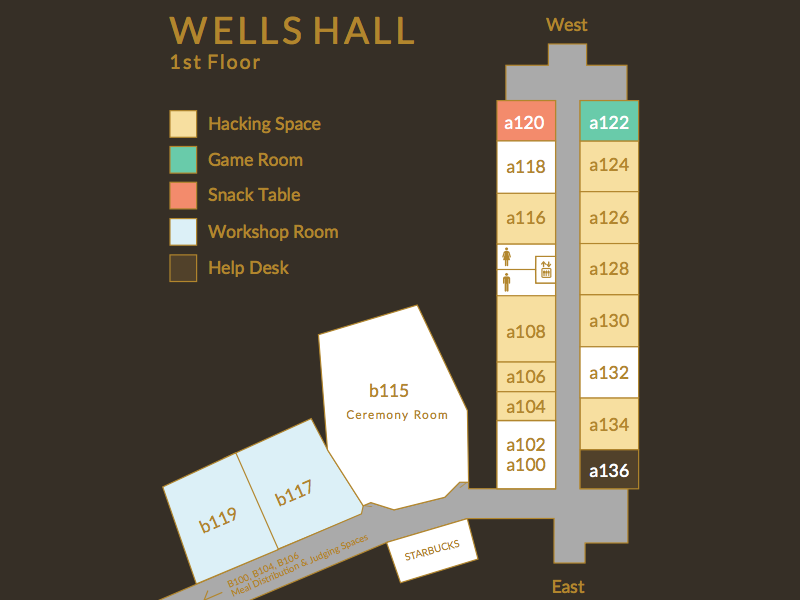 WELLS HALL
1st Floor
Hacking Space
Game Room
Snack Table
Workshop Room
Help Desk
West
a120
a122
a118
a124
a116
a126
a128
a108
a130
a106
a132
a104
a134
a102
a100
a136
b115
Ceremony Room
b117
b119
STARBUCKS
B100, B104, B106
Meal Distribution & Judging Spaces
East